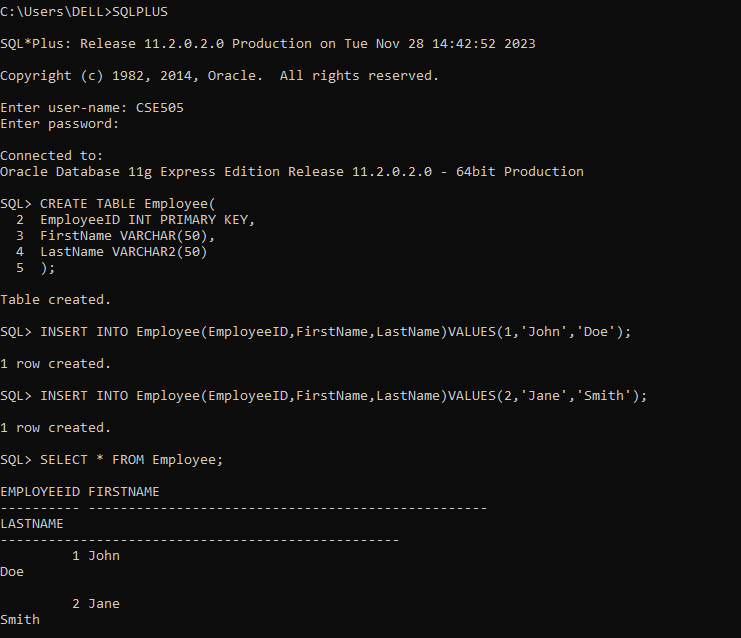 C:\Users\DELL>SQLPLUS
SQL*Plus: Release 11.2.0.2.0 Production on Tue Nov 28 14:42:52 2023
Copyright (c) 1982, 2014, Oracle.  All rights reserved.
Enter user-name: CSE505
Enter password:
Connected to:
Oracle Database 11g Express Edition Release 11.2.0.2.0 - 64bit Production
SQL> CREATE TABLE Employee(
  2  EmployeeID INT PRIMARY KEY,
  3  FirstName VARCHAR(50),
  4  LastName VARCHAR2(50)
  5  );
Table created.
SQL> INSERT INTO Employee(EmployeeID,FirstName,LastName)VALUES(1,'John','Doe');
1 row created.
SQL> INSERT INTO Employee(EmployeeID,FirstName,LastName)VALUES(2,'Jane','Smith');
1 row created.
SQL> SELECT * FROM Employee;
EMPLOYEEID FIRSTNAME
---------- --------------------------------------------------
LASTNAME
--------------------------------------------------
         1 John
Doe
         2 Jane
Smith